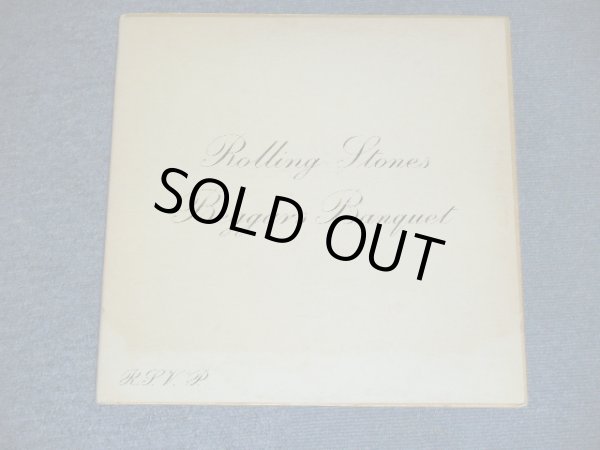 Rolling Stones
Beggars Banquet
SOLD OUT
R.S.V.P.